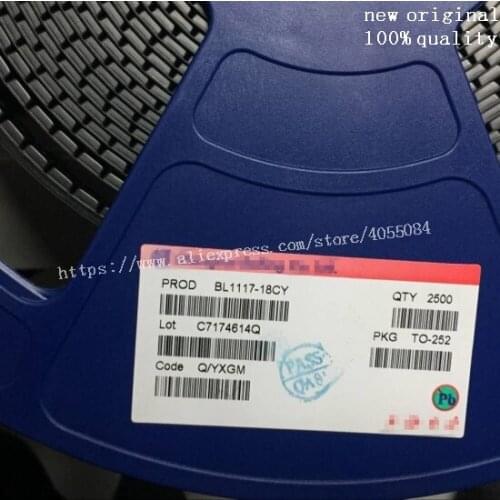 new original
100% quality
https://www.aliexpress.com/store/4055084
PROD BL1117-18CY
QTY 2500
Lot C7174614Q
PKG TO-252
Code Q/YXGM
PASS
Pb